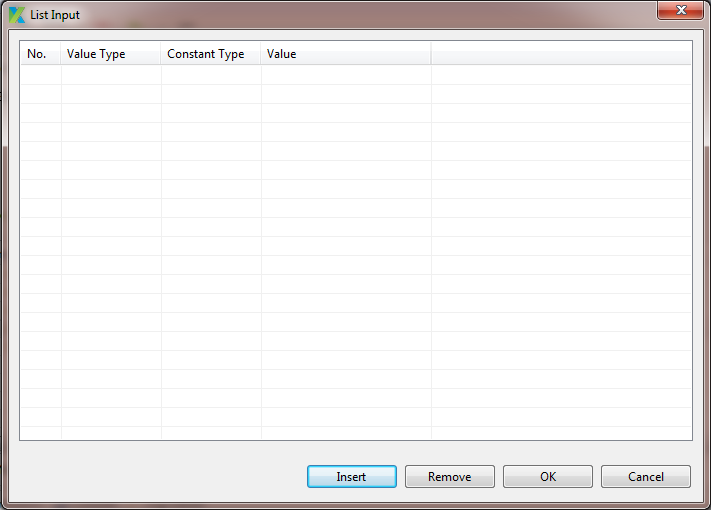 List Input
No. Value Type Constant Type Value
Insert Remove OK Cancel